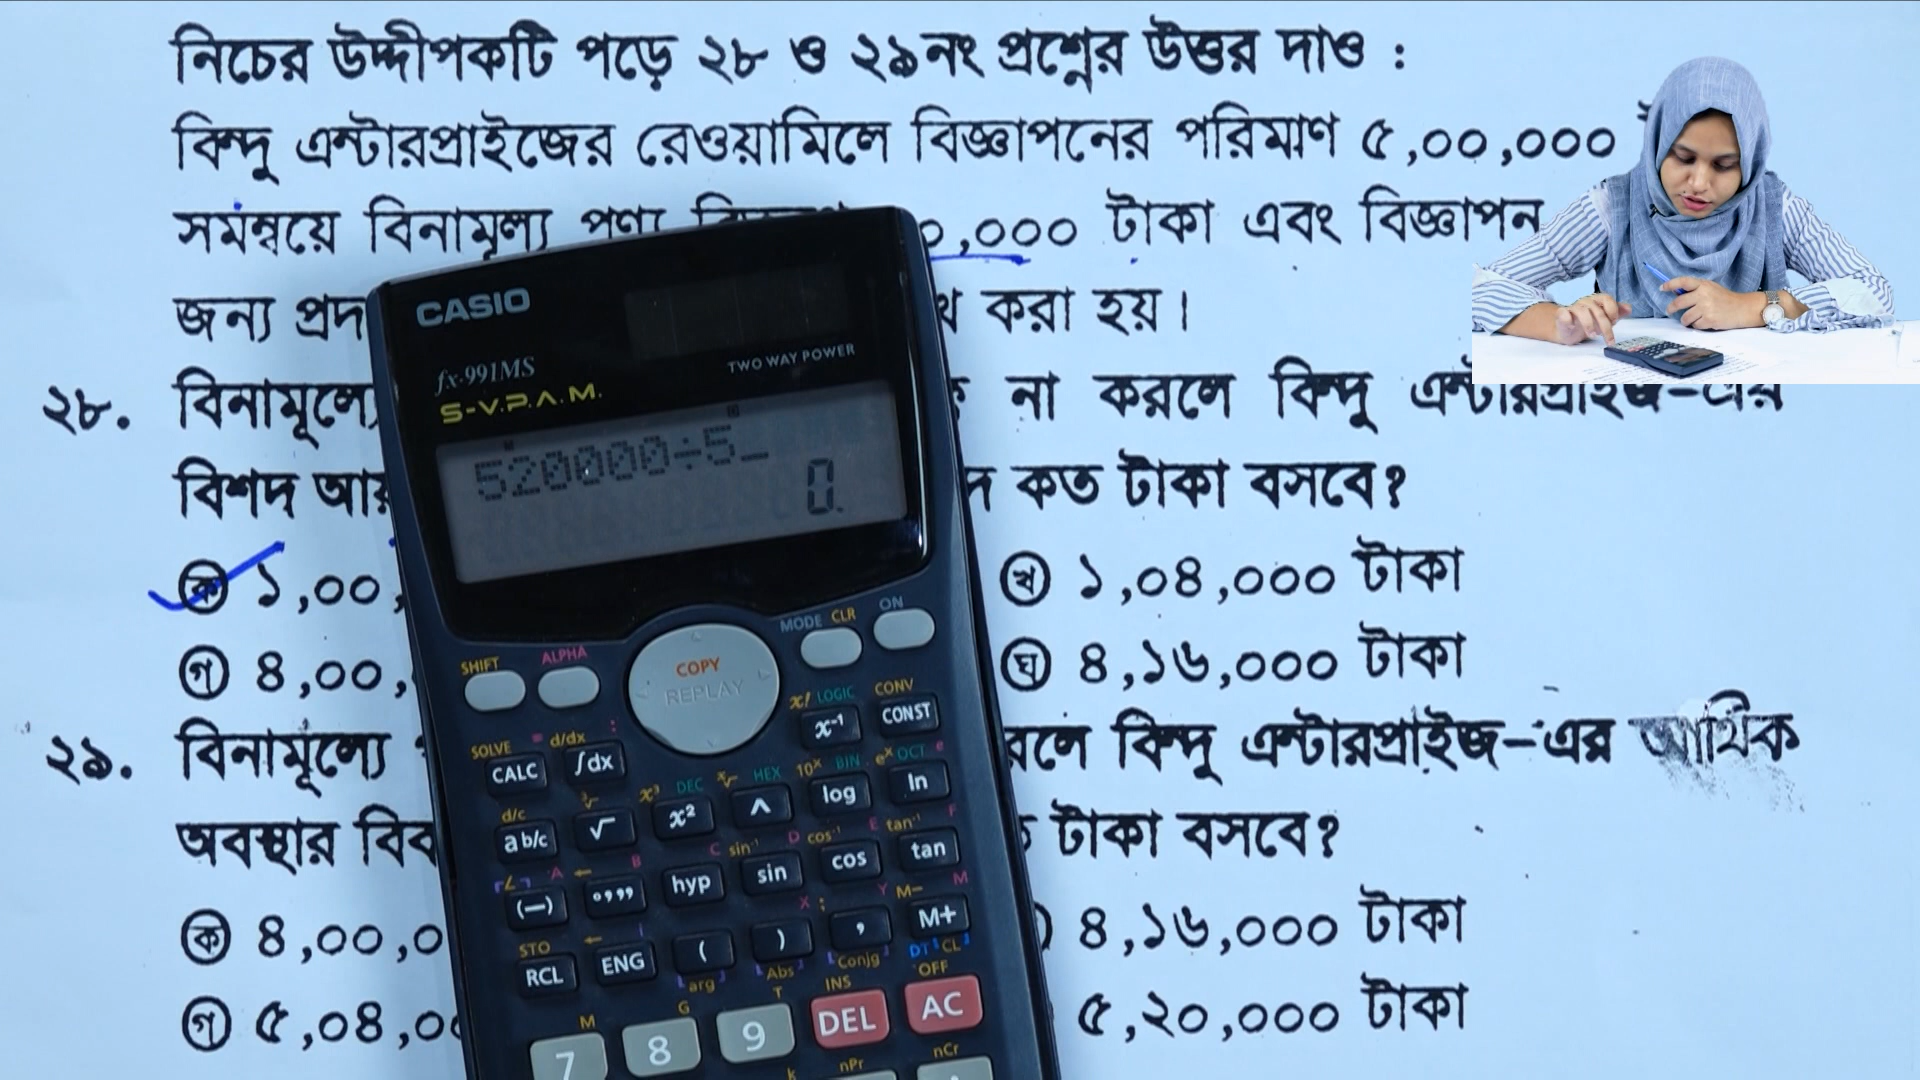 নিচের উদ্দীপকটি পড়ে ২৮ ও ২৯নং প্রশ্নের উত্তর দাও :
বিন্দু এন্টারপ্রাইজের রেওয়ামিলে বিজ্ঞাপনের পরিমাণ ৫,০০,০০০
সমন্বয়ে বিনামূল্য পণ্য ০,০০০ টাকা এবং বিজ্ঞাপন
জন্য প্রদ করা হয়।
২৮. বিনামূল্যে না করলে বিন্দু এন্টারপ্রাইজ-এর
বিশদ আয় কত টাকা বসবে?
ক ১,০০, খ ১,০৪,০০০ টাকা
গ ৪,০০, ঘ ৪,১৬,০০০ টাকা
২৯. বিনামূল্যে রলে বিন্দু এন্টারপ্রাইজ-এর আর্থিক
অবস্থার বিব টাকা বসবে?
ক ৪,০০,০ ৪,১৬,০০০ টাকা
গ ৫,০৪,০০ ৫,২০,০০০ টাকা
CASIO
fx-991MS TWO WAY POWER
S-V.P.A.M.
520000÷5_
0.
MODE CLR ON
SHIFT ALPHA
COPY
REPLAY
x! LOGIC CONV
x⁻¹ CONST
SOLVE = d/dx :
CALC ∫dx
x³ DEC ˣ√ HEX 10ˣ BIN eˣ OCT e
x² ^ log ln
d/c ³√
a b/c √
C sin⁻¹ D cos⁻¹ E tan⁻¹ F
hyp sin cos tan
∠ A ← B
(—) °,,, 
X ; Y M− M
( ) , M+
STO ← i
RCL ENG
arg Abs Conjg DT CL
M G T INS OFF
7 8 9 DEL AC
k nPr nCr